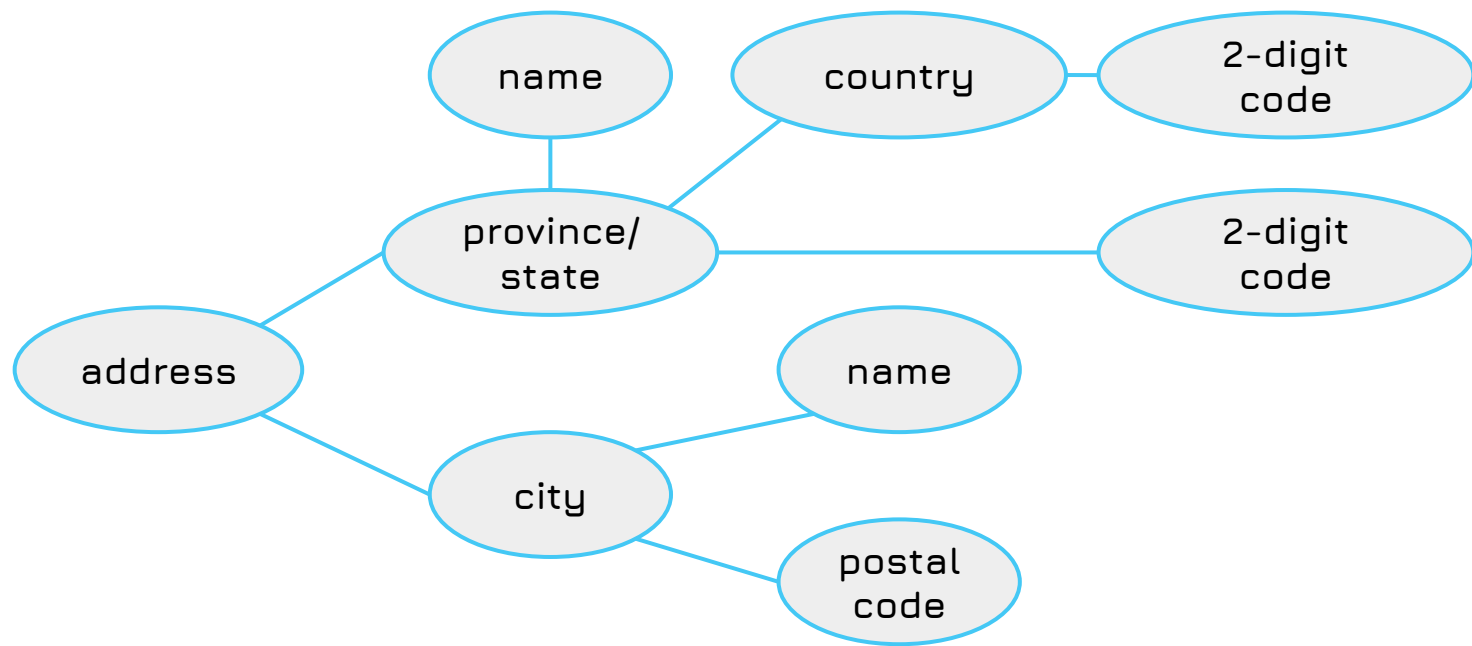 name
country
2-digit
code
province/
state
2-digit
code
address
name
city
postal
code